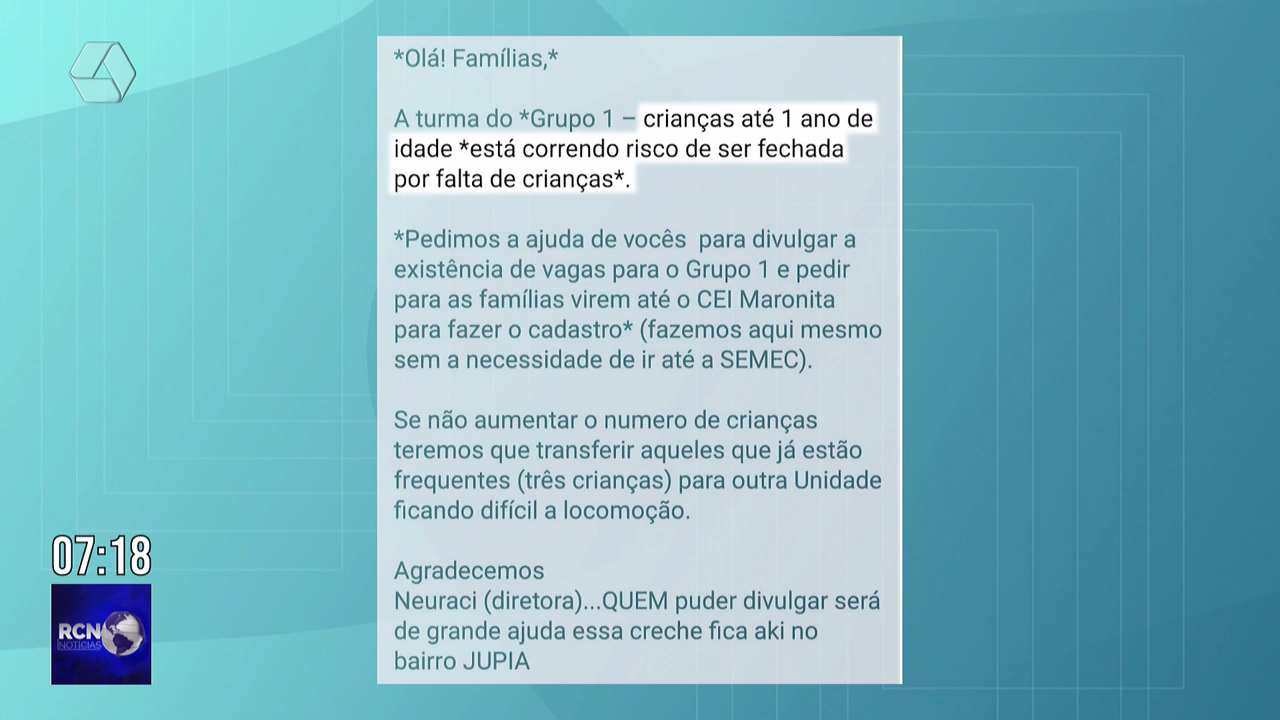 *Olá! Famílias,*
A turma do *Grupo 1 – crianças até 1 ano de
idade *está correndo risco de ser fechada
por falta de crianças*.
*Pedimos a ajuda de vocês  para divulgar a
existência de vagas para o Grupo 1 e pedir
para as famílias virem até o CEI Maronita
para fazer o cadastro* (fazemos aqui mesmo
sem a necessidade de ir até a SEMEC).
Se não aumentar o numero de crianças
teremos que transferir aqueles que já estão
frequentes (três crianças) para outra Unidade
ficando difícil a locomoção.
Agradecemos
Neuraci (diretora)...QUEM puder divulgar será
de grande ajuda essa creche fica aki no
bairro JUPIA
07:18
RCN
NOTÍCIAS